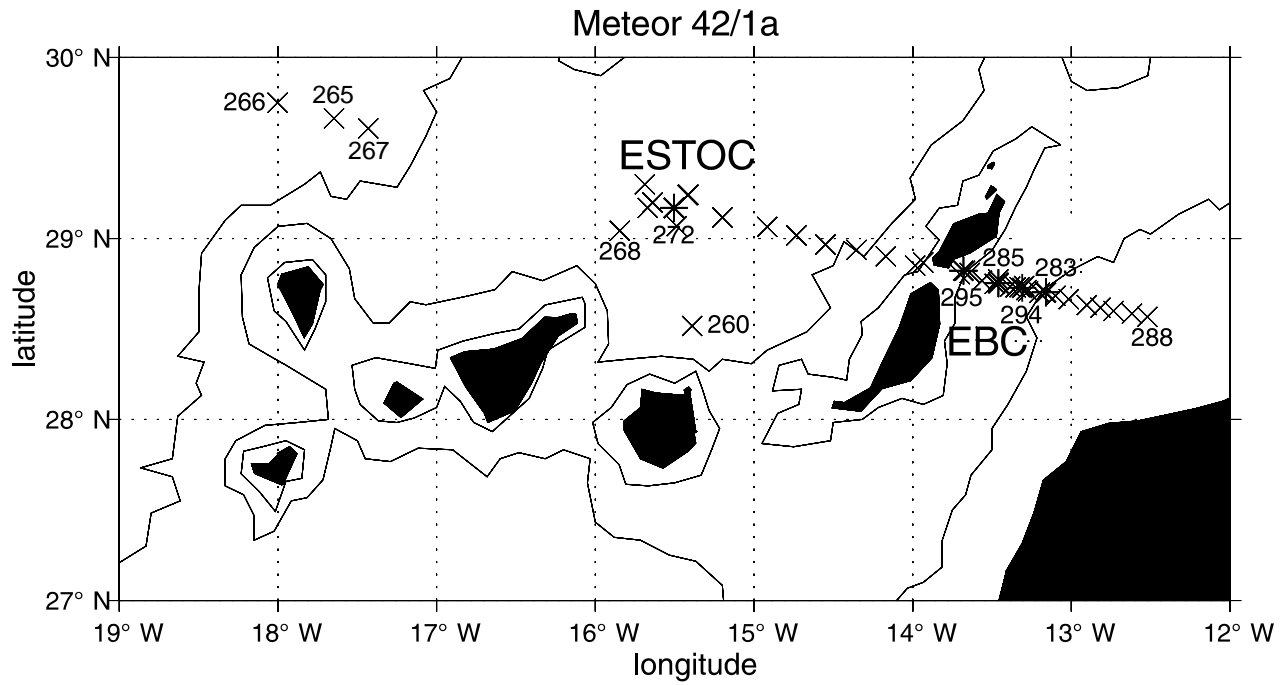 Meteor 42/1a
30° N
29° N
28° N
27° N
latitude
266
265
267
ESTOC
268
272
260
285
283
295
294
288
EBC
19° W
18° W
17° W
16° W
15° W
14° W
13° W
12° W
longitude